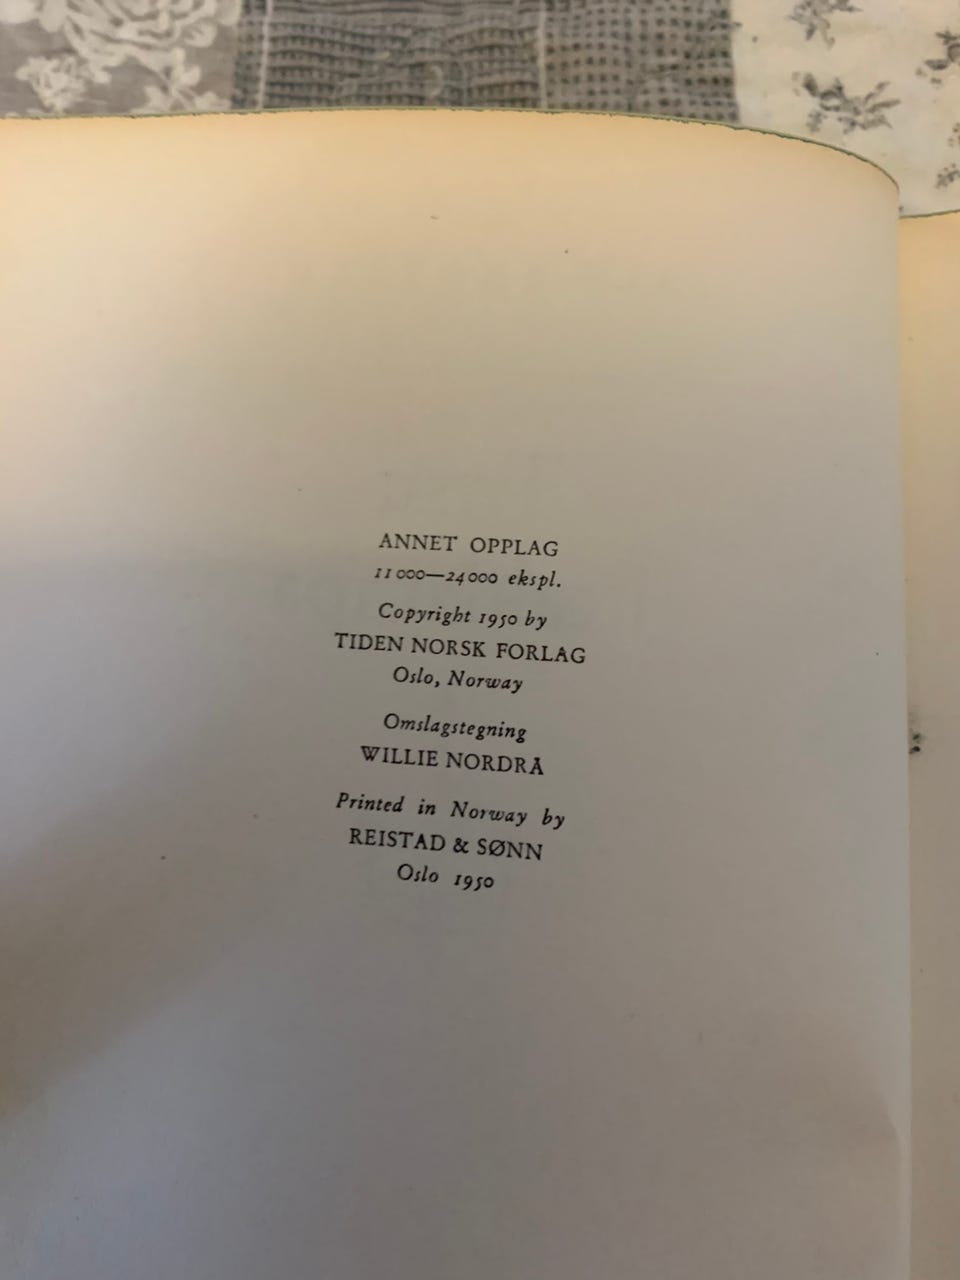 ANNET OPPLAG
11 000—24 000 ekspl.
Copyright 1950 by
TIDEN NORSK FORLAG
Oslo, Norway
Omslagstegning
WILLIE NORDRÅ
Printed in Norway by
REISTAD & SØNN
Oslo 1950